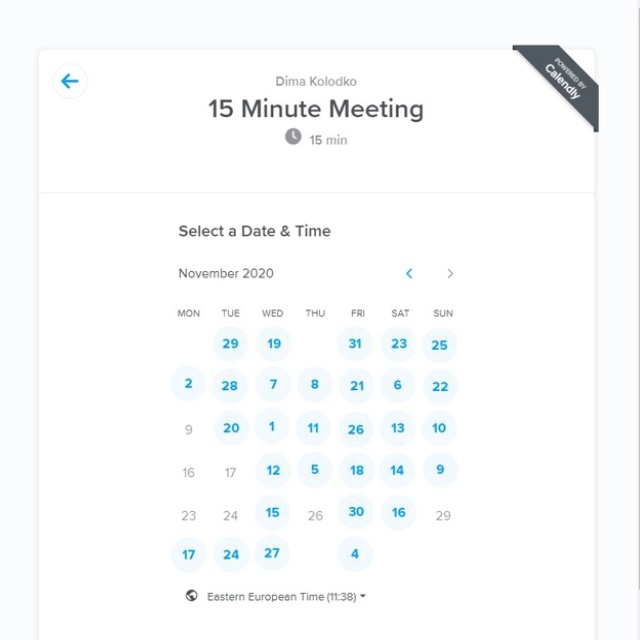 POWERED BY
Calendly
Dima Kolodko
15 Minute Meeting
15 min
Select a Date & Time
November 2020
MON TUE WED THU FRI SAT SUN
29 19 31 23 25
2 28 7 8 21 6 22
9 20 1 11 26 13 10
16 17 12 5 18 14 9
23 24 15 26 30 16 29
17 24 27 4
Eastern European Time (11:38)